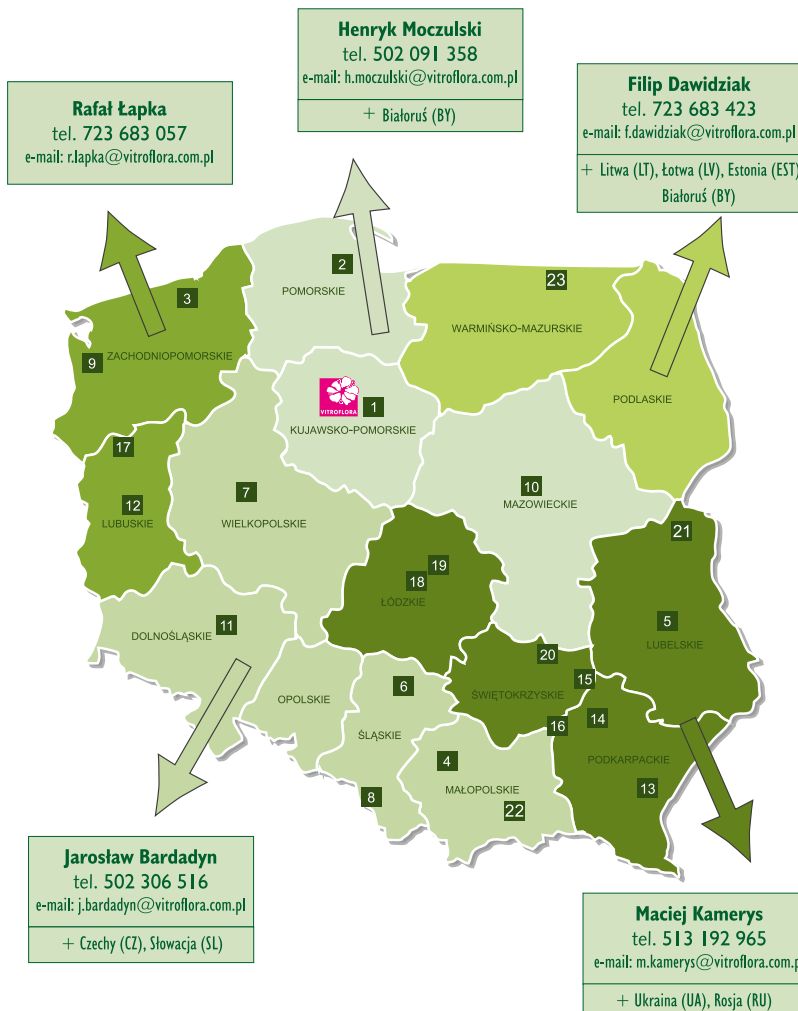 Henryk Moczulski
tel. 502 091 358
e-mail: h.moczulski@vitroflora.com.pl
+ Białoruś (BY)
Rafał Łapka
tel. 723 683 057
e-mail: r.lapka@vitroflora.com.pl
Filip Dawidziak
tel. 723 683 423
e-mail: f.dawidziak@vitroflora.com.pl
+ Litwa (LT), Łotwa (LV), Estonia (EST)
Białoruś (BY)
2
POMORSKIE
23
WARMIŃSKO-MAZURSKIE
3
9
ZACHODNIOPOMORSKIE
PODLASKIE
VITROFLORA
1
KUJAWSKO-POMORSKIE
17
12
LUBUSKIE
7
WIELKOPOLSKIE
10
MAZOWIECKIE
21
19
18
ŁÓDZKIE
5
LUBELSKIE
11
DOLNOŚLĄSKIE
20
15
ŚWIĘTOKRZYSKIE
16
14
OPOLSKIE
6
ŚLĄSKIE
8
4
MAŁOPOLSKIE
22
PODKARPACKIE
13
Jarosław Bardadyn
tel. 502 306 516
e-mail: j.bardadyn@vitroflora.com.pl
+ Czechy (CZ), Słowacja (SL)
Maciej Kamerys
tel. 513 192 965
e-mail: m.kamerys@vitroflora.com.p
+ Ukraina (UA), Rosja (RU)